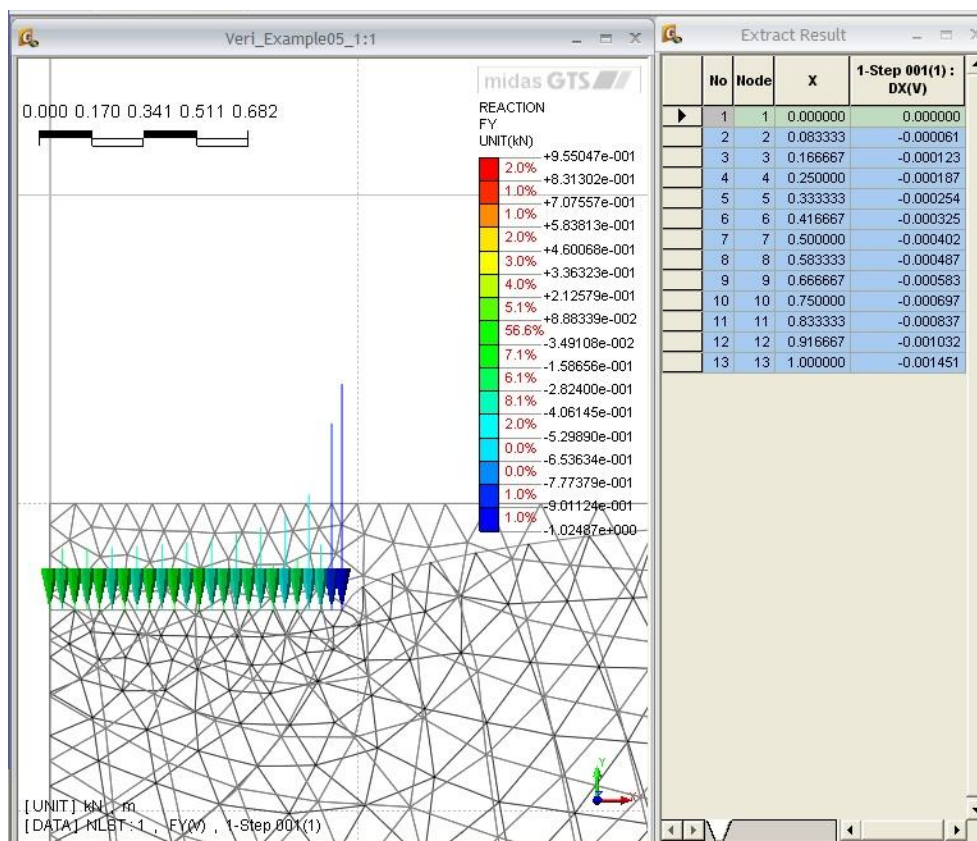 Veri_Example05_1:1
midas GTS
0.000 0.170 0.341 0.511 0.682
REACTION
FY
UNIT(kN)
+9.55047e-001
2.0%
+8.31302e-001
1.0%
+7.07557e-001
1.0%
+5.83813e-001
2.0%
+4.60068e-001
3.0%
+3.36323e-001
4.0%
+2.12579e-001
5.1%
+8.88339e-002
56.6%
-3.49108e-002
7.1%
-1.58656e-001
6.1%
-2.82400e-001
8.1%
-4.06145e-001
2.0%
-5.29890e-001
0.0%
-6.53634e-001
0.0%
-7.77379e-001
1.0%
-9.01124e-001
1.0%
-1.02487e+000
Y
X
[UNIT] kN , m
[DATA] NLST:1 , FY(V) , 1-Step 001(1)
Extract Result
No Node X 1-Step 001(1) : DX(V)
1 1 0.000000 0.000000
2 2 0.083333 -0.000061
3 3 0.166667 -0.000123
4 4 0.250000 -0.000187
5 5 0.333333 -0.000254
6 6 0.416667 -0.000325
7 7 0.500000 -0.000402
8 8 0.583333 -0.000487
9 9 0.666667 -0.000583
10 10 0.750000 -0.000697
11 11 0.833333 -0.000837
12 12 0.916667 -0.001032
13 13 1.000000 -0.001451